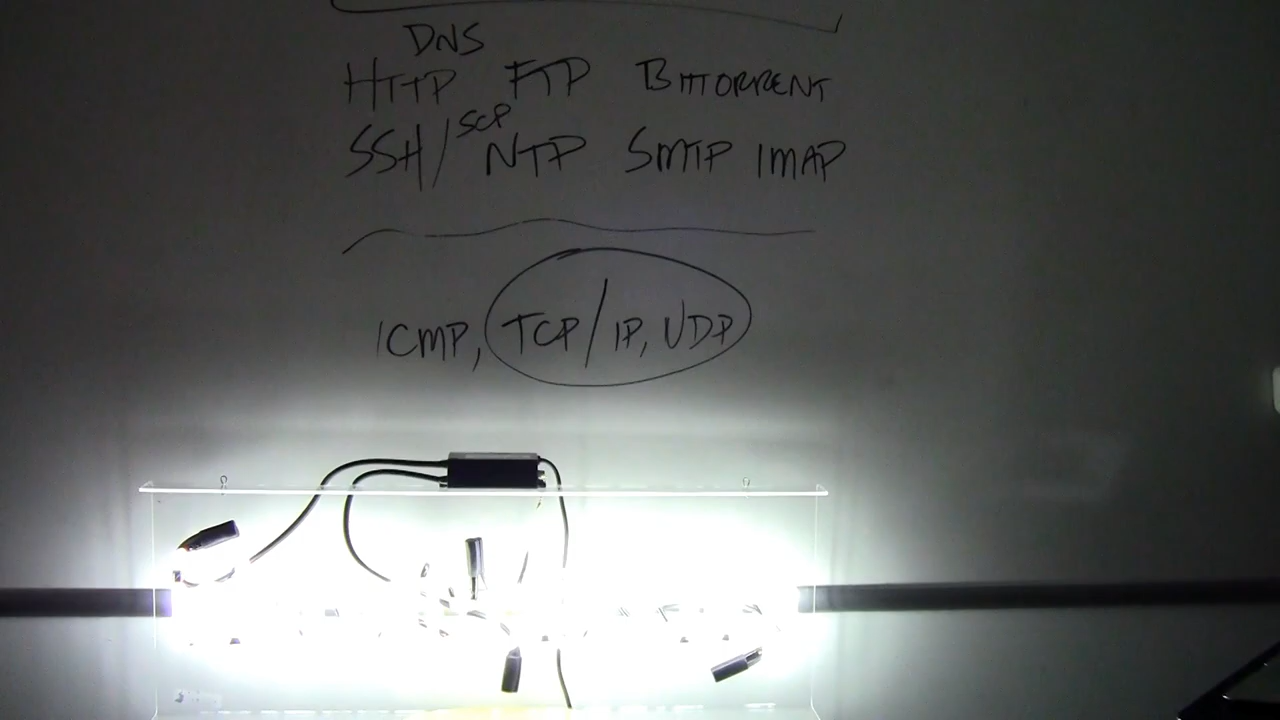 DNS
HTTP FTP BITTORRENT
SSH/SCP NTP SMTP IMAP
ICMP, TCP/IP, UDP